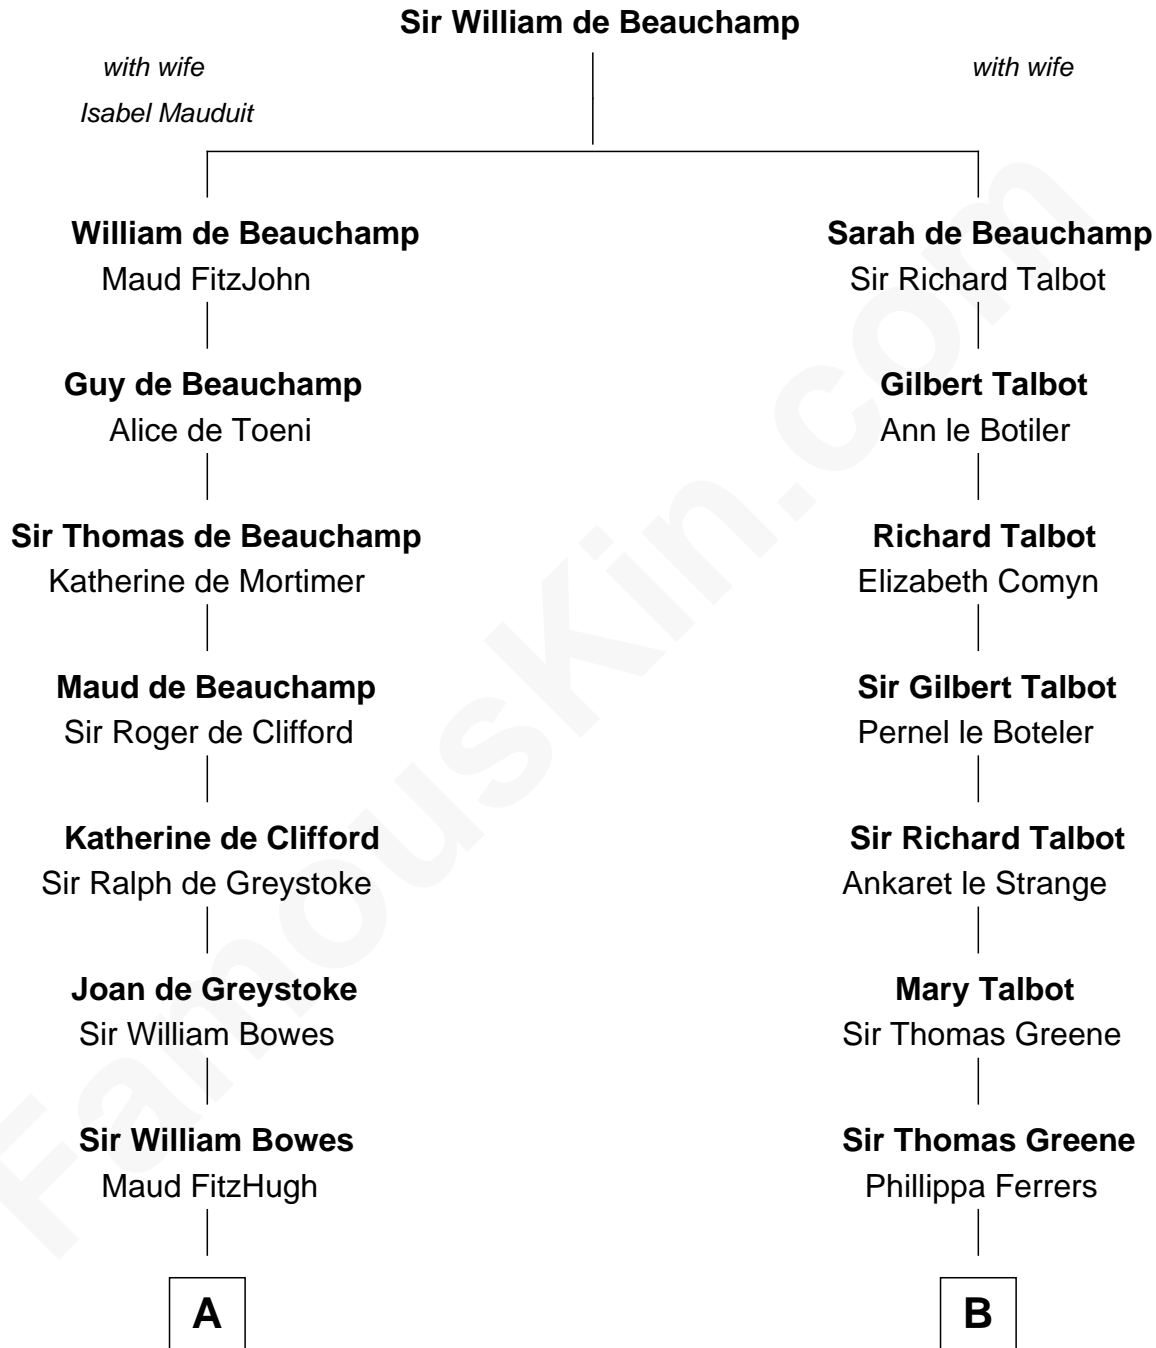 Sir William de Beauchamp
with wife
with wife
Isabel Mauduit
William de Beauchamp
Sarah de Beauchamp
Maud FitzJohn
Sir Richard Talbot
Guy de Beauchamp
Gilbert Talbot
Alice de Toeni
Ann le Botiler
Sir Thomas de Beauchamp
Richard Talbot
Katherine de Mortimer
Elizabeth Comyn
Maud de Beauchamp
Sir Gilbert Talbot
Sir Roger de Clifford
Pernel le Boteler
Katherine de Clifford
Sir Richard Talbot
Sir Ralph de Greystoke
Ankaret le Strange
Joan de Greystoke
Mary Talbot
Sir William Bowes
Sir Thomas Greene
Sir William Bowes
Sir Thomas Greene
Maud FitzHugh
Phillippa Ferrers
A
B
FamousKin.com